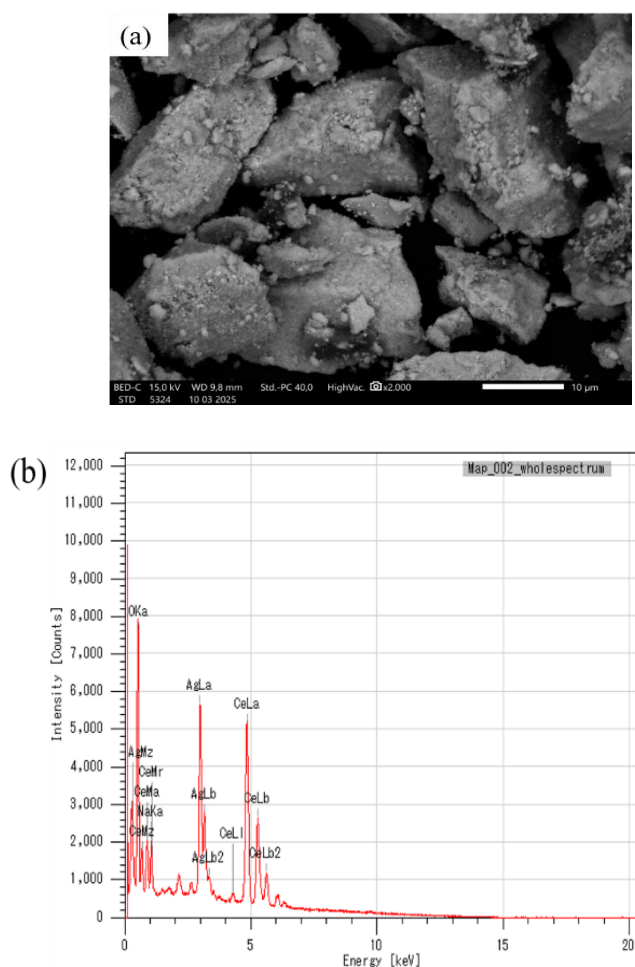 (a)
BED-C 15,0 kV WD 9,8 mm Std.-PC 40,0 HighVac. x2.000 10 µm
STD 5324 10 03 2025
(b)
Map_002_wholespectrum
12,000
11,000
10,000
9,000
8,000
7,000
6,000
5,000
4,000
3,000
2,000
1,000
0
Intensity [Counts]
OKa
AgLa
CeLa
AgMz
CeMr
CeMa
AgLb
CeLb
NaKa
CeMz
CeLl
AgLb2
CeLb2
0 5 10 15 20
Energy [keV]